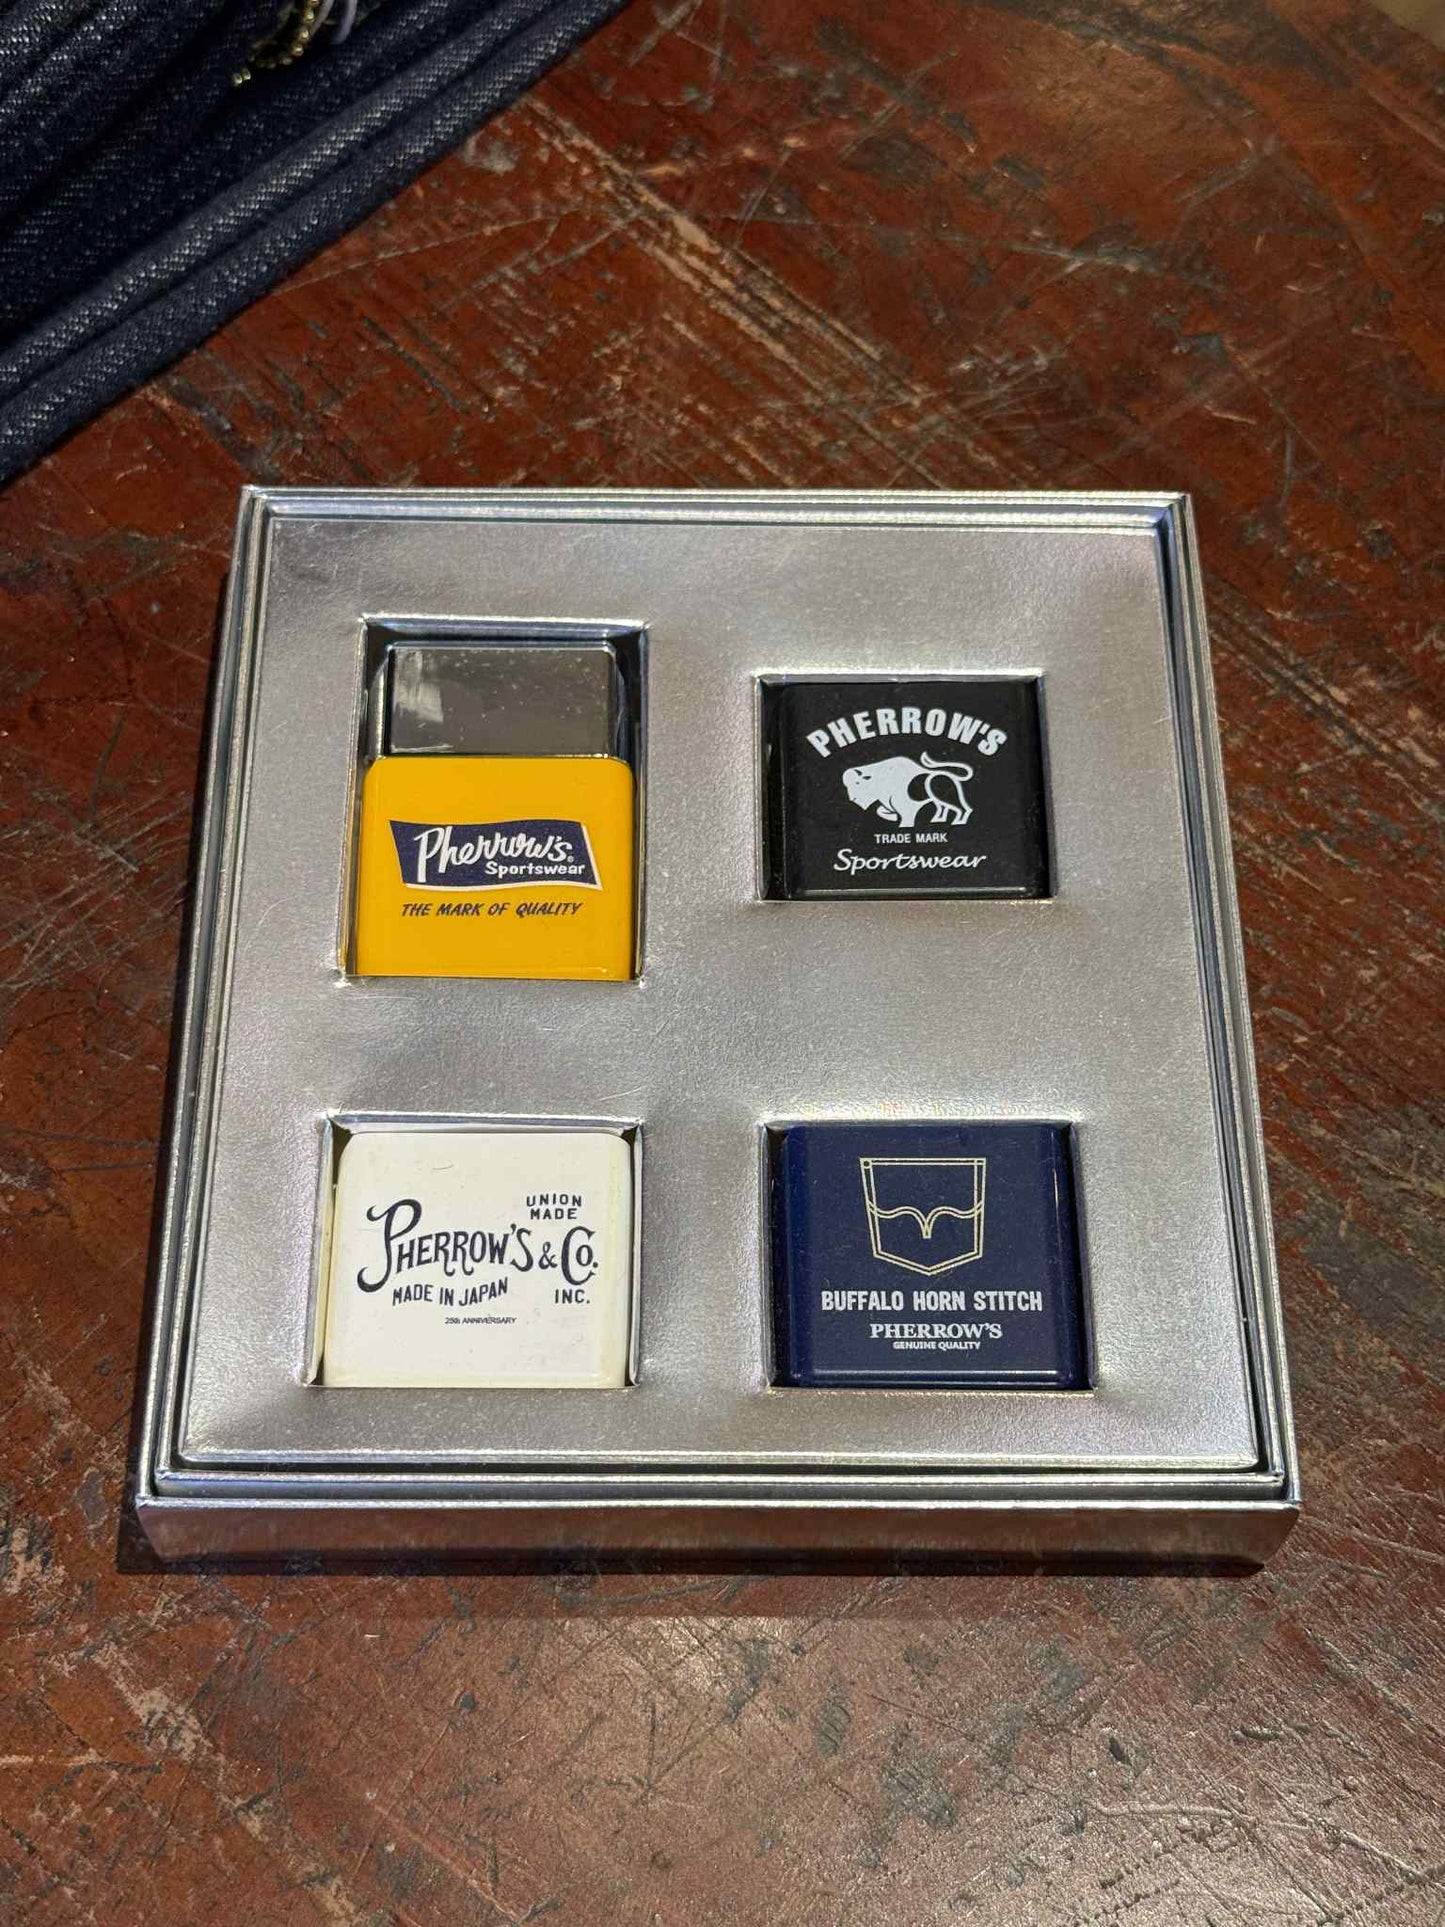 Pherrow's®
Sportswear
THE MARK OF QUALITY
PHERROW'S
TRADE MARK
Sportswear
UNION
MADE
PHERROW'S & CO.
MADE IN JAPAN
INC.
25th ANNIVERSARY
BUFFALO HORN STITCH
PHERROW'S
GENUINE QUALITY